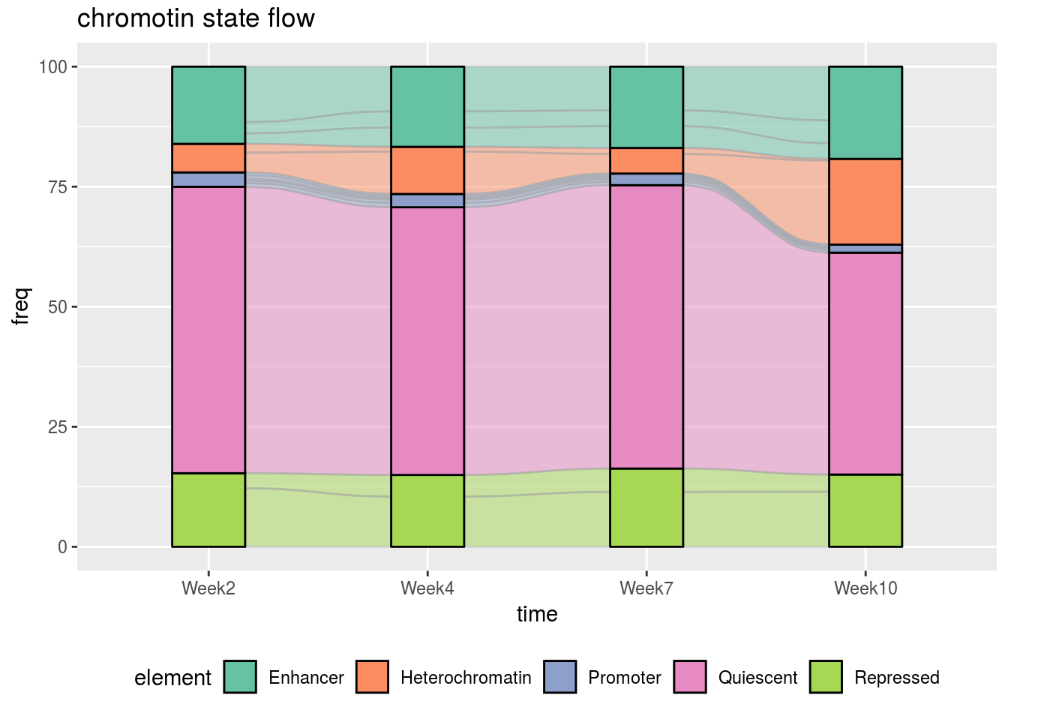 chromotin state flow
100
75
50
25
0
freq
Week2 Week4 Week7 Week10
time
element Enhancer Heterochromatin Promoter Quiescent Repressed